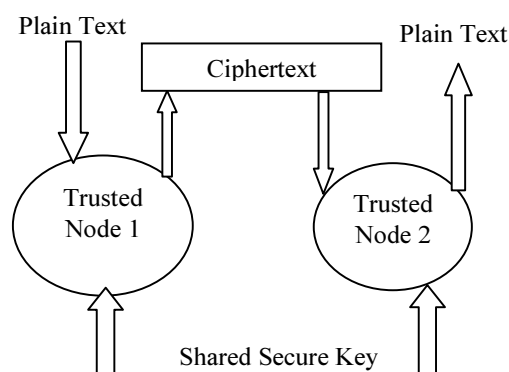 Plain Text
Plain Text
Ciphertext
Trusted
Node 1
Trusted
Node 2
Shared Secure Key